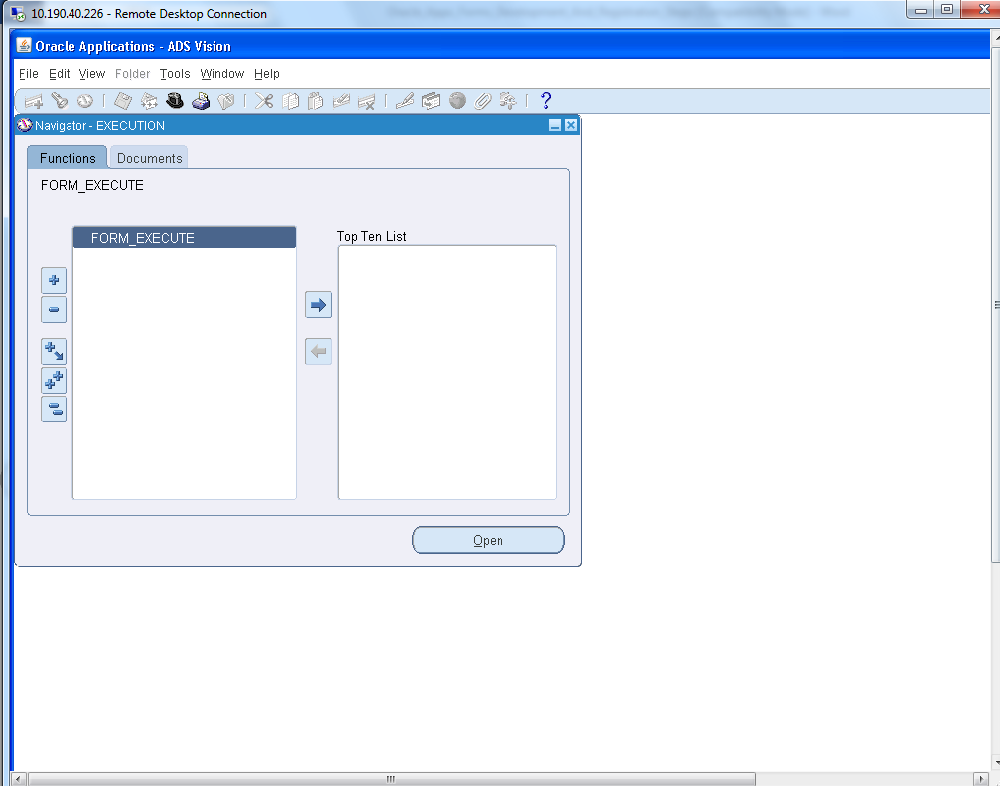 10.190.40.226 - Remote Desktop Connection
Oracle Applications - ADS Vision
File Edit View Folder Tools Window Help
Navigator - EXECUTION
Functions Documents
FORM_EXECUTE
FORM_EXECUTE
Top Ten List
Open